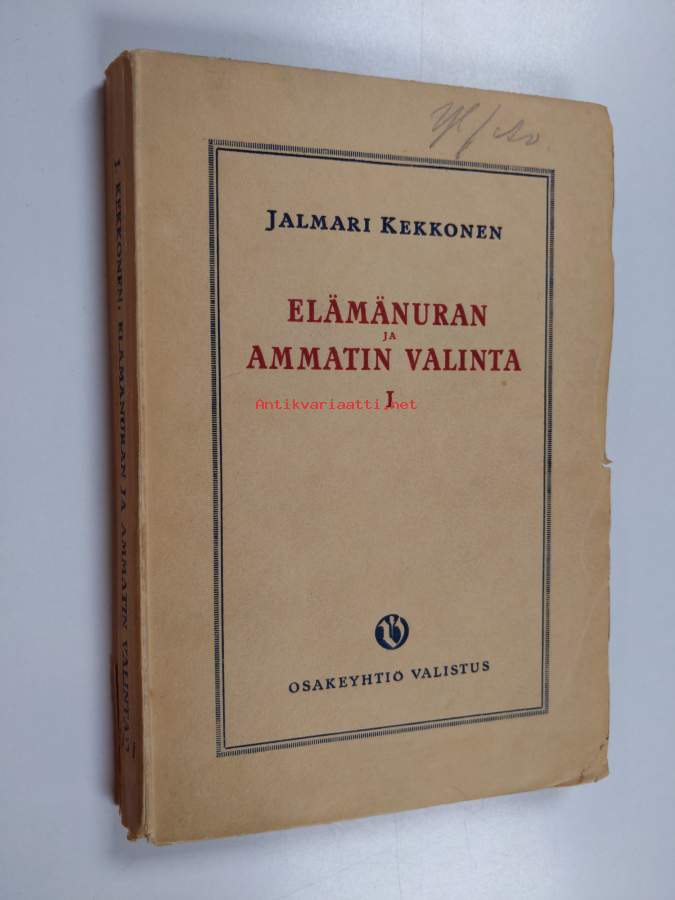 JALMARI KEKKONEN
ELÄMÄNURAN
JA
AMMATIN VALINTA
I
Antikvariaatti.net
OSAKEYHTIÖ VALISTUS
J. KEKKONEN, ELÄMÄNURAN JA AMMATIN VALINTA I